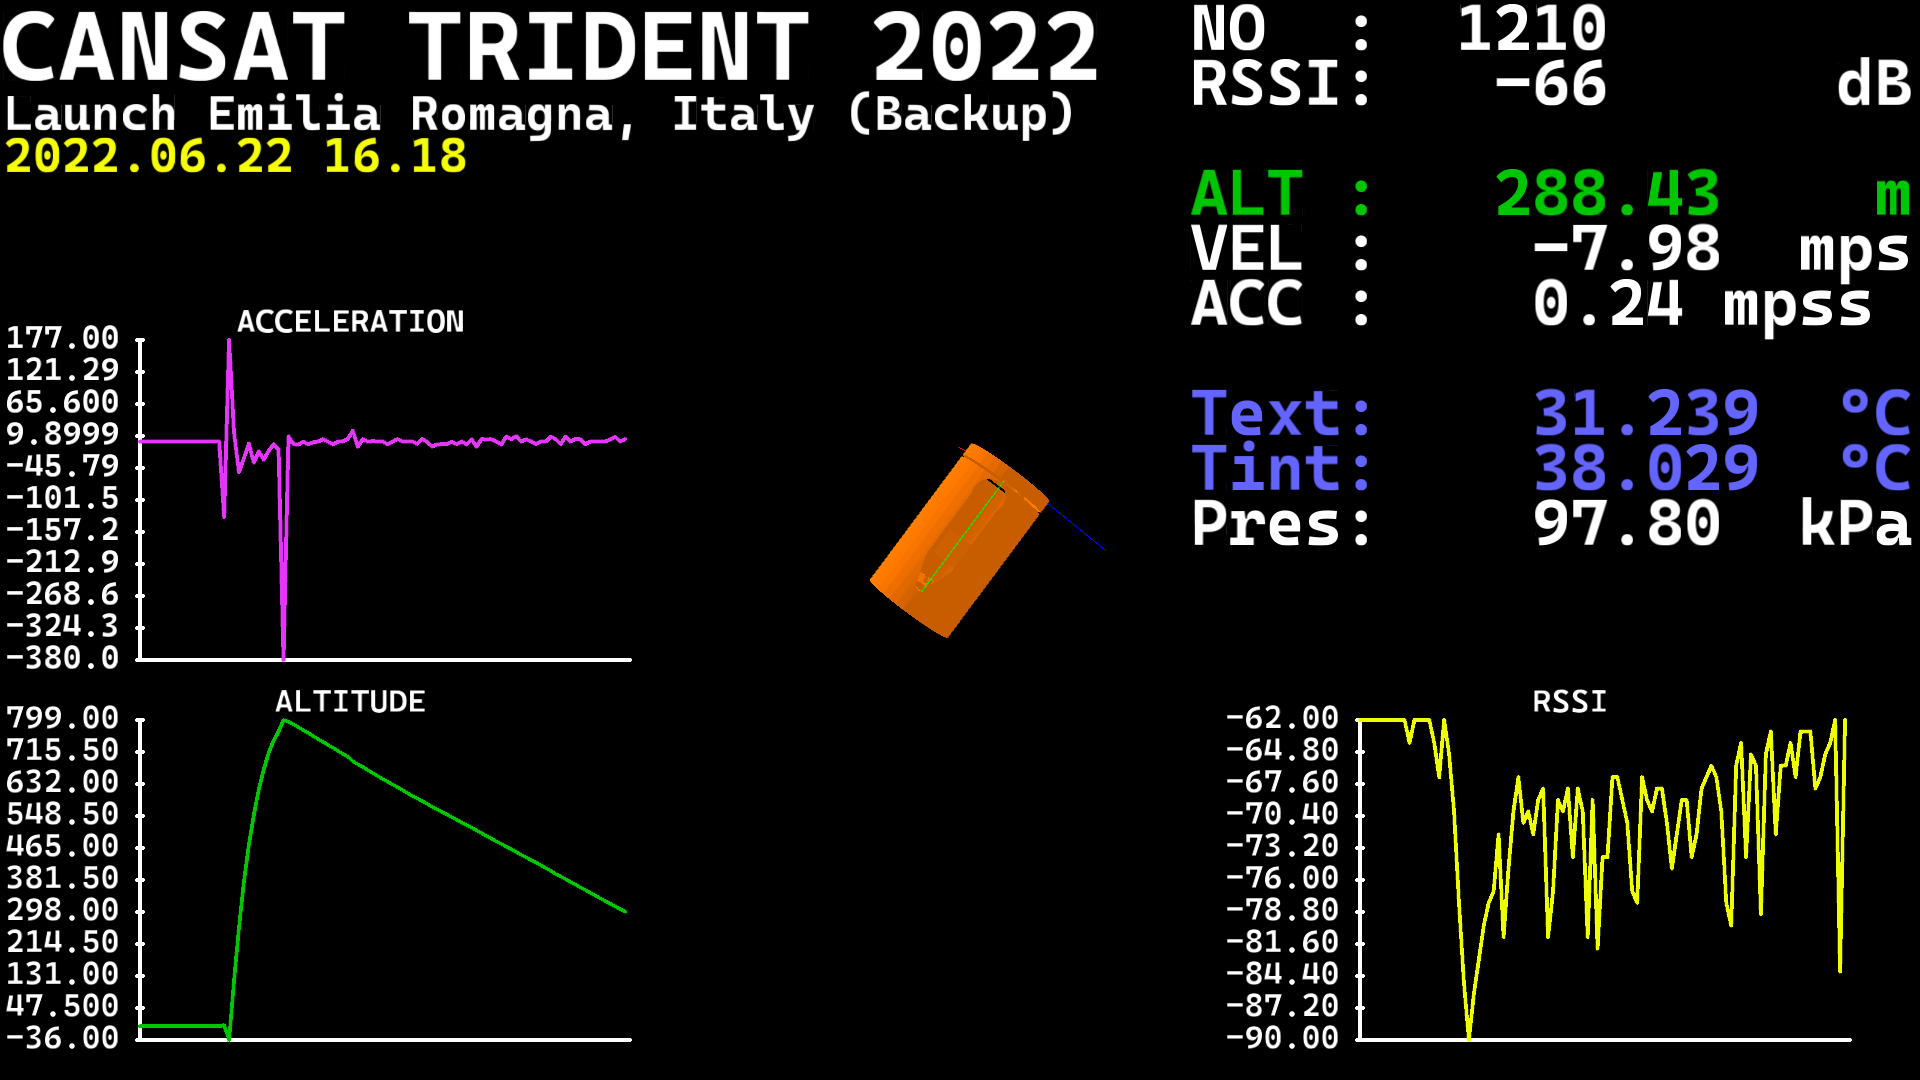 CANSAT TRIDENT 2022
Launch Emilia Romagna, Italy (Backup)
2022.06.22 16.18
NO : 1210
RSSI: -66 dB
ALT : 288.43 m
VEL : -7.98 mps
ACC : 0.24 mpss
Text: 31.239 °C
Tint: 38.029 °C
Pres: 97.80 kPa
ACCELERATION
177.00
121.29
65.600
9.8999
-45.79
-101.5
-157.2
-212.9
-268.6
-324.3
-380.0
ALTITUDE
799.00
715.50
632.00
548.50
465.00
381.50
298.00
214.50
131.00
47.500
-36.00
RSSI
-62.00
-64.80
-67.60
-70.40
-73.20
-76.00
-78.80
-81.60
-84.40
-87.20
-90.00